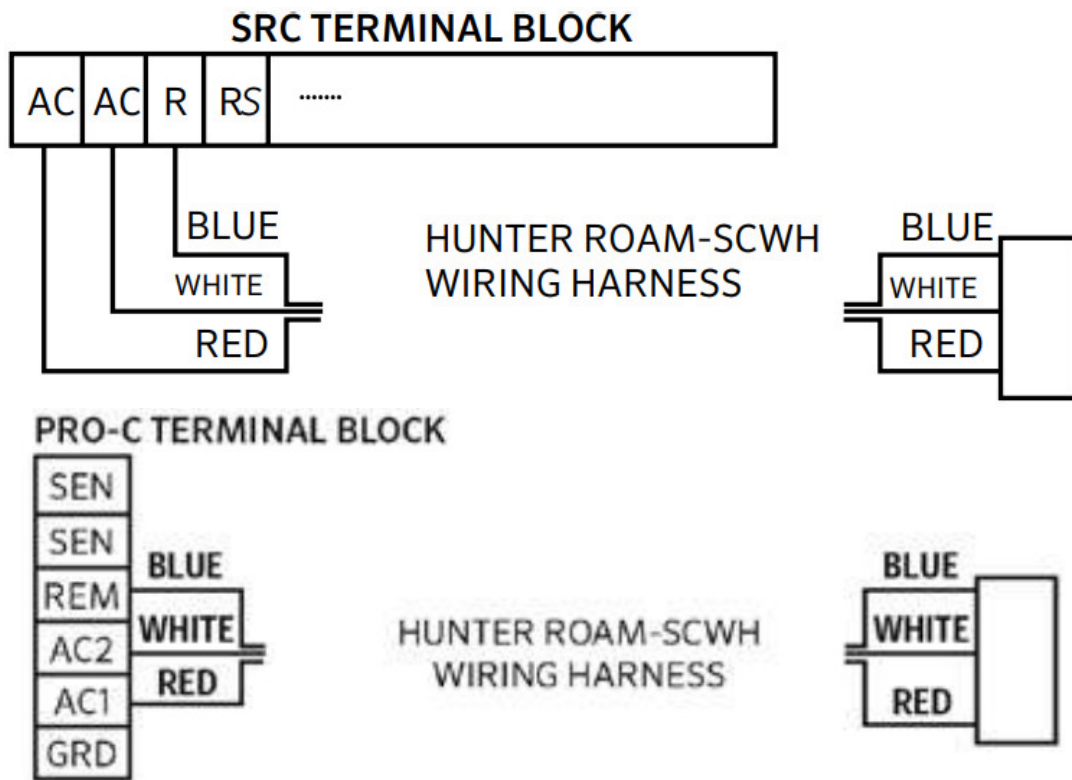 SRC TERMINAL BLOCK
AC AC R RS .......
BLUE
WHITE
RED
HUNTER ROAM-SCWH
WIRING HARNESS
BLUE
WHITE
RED
PRO-C TERMINAL BLOCK
SEN
SEN
REM
AC2
AC1
GRD
BLUE
WHITE
RED
HUNTER ROAM-SCWH
WIRING HARNESS
BLUE
WHITE
RED